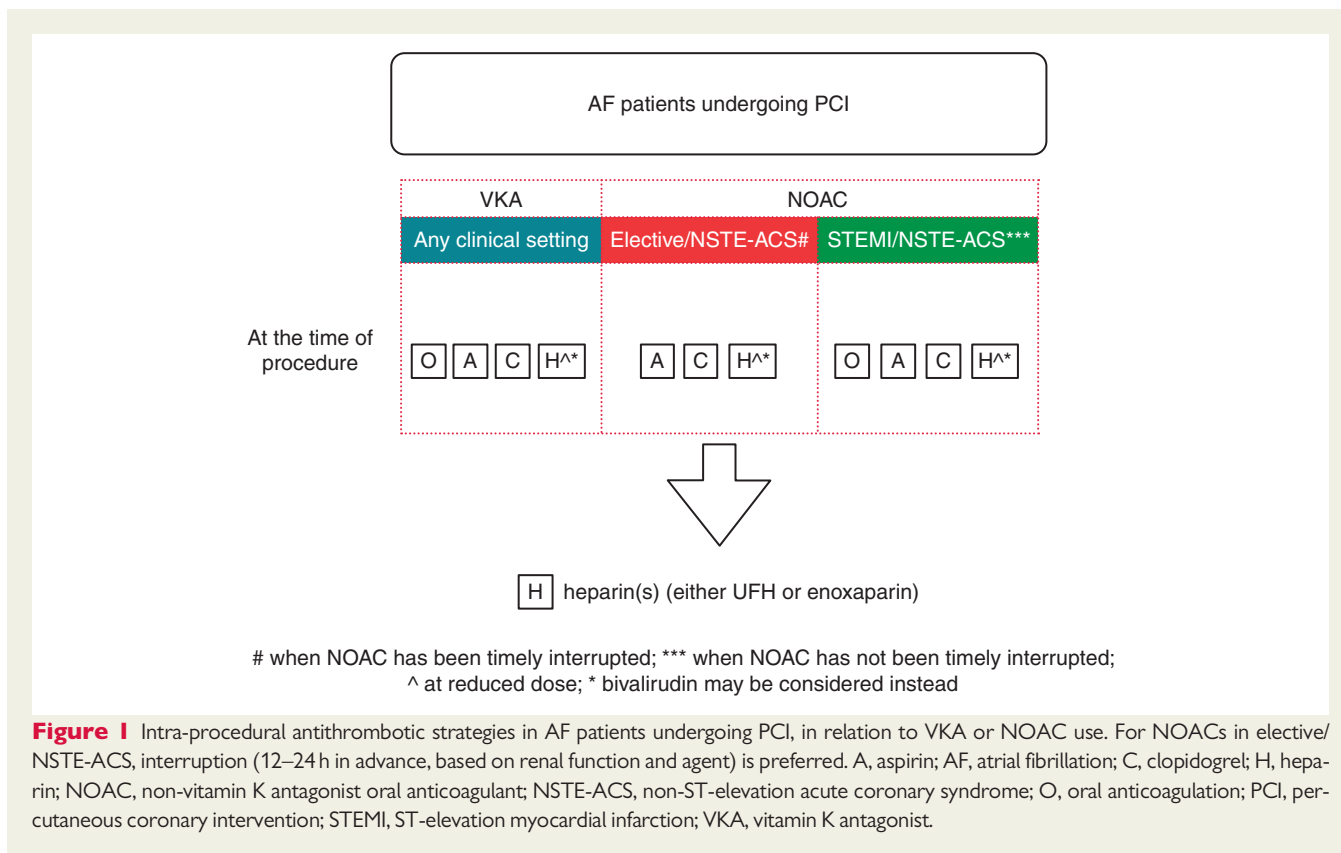 AF patients undergoing PCI
VKA NOAC
Any clinical setting Elective/NSTE-ACS# STEMI/NSTE-ACS***
At the time of
procedure
O A C H^* A C H^* O A C H^*
H heparin(s) (either UFH or enoxaparin)
# when NOAC has been timely interrupted; *** when NOAC has not been timely interrupted;
^ at reduced dose; * bivalirudin may be considered instead
Figure 1 Intra-procedural antithrombotic strategies in AF patients undergoing PCI, in relation to VKA or NOAC use. For NOACs in elective/
NSTE-ACS, interruption (12–24 h in advance, based on renal function and agent) is preferred. A, aspirin; AF, atrial fibrillation; C, clopidogrel; H, hepa-
rin; NOAC, non-vitamin K antagonist oral anticoagulant; NSTE-ACS, non-ST-elevation acute coronary syndrome; O, oral anticoagulation; PCI, per-
cutaneous coronary intervention; STEMI, ST-elevation myocardial infarction; VKA, vitamin K antagonist.